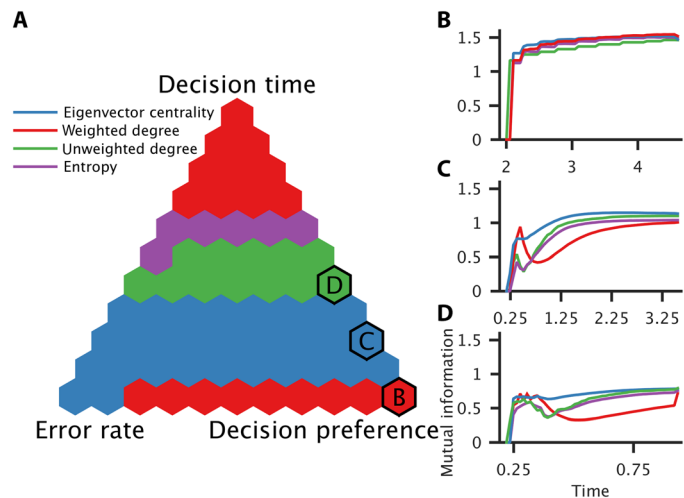 A
Decision time
Eigenvector centrality
Weighted degree
Unweighted degree
Entropy
D
C
B
Error rate
Decision preference
B
1.5
1
0.5
0
2
3
4
C
1.5
1
0.5
0
0.25
1.25
2.25
3.25
D
1.5
1
0.5
0
0.25
0.75
Mutual information
Time